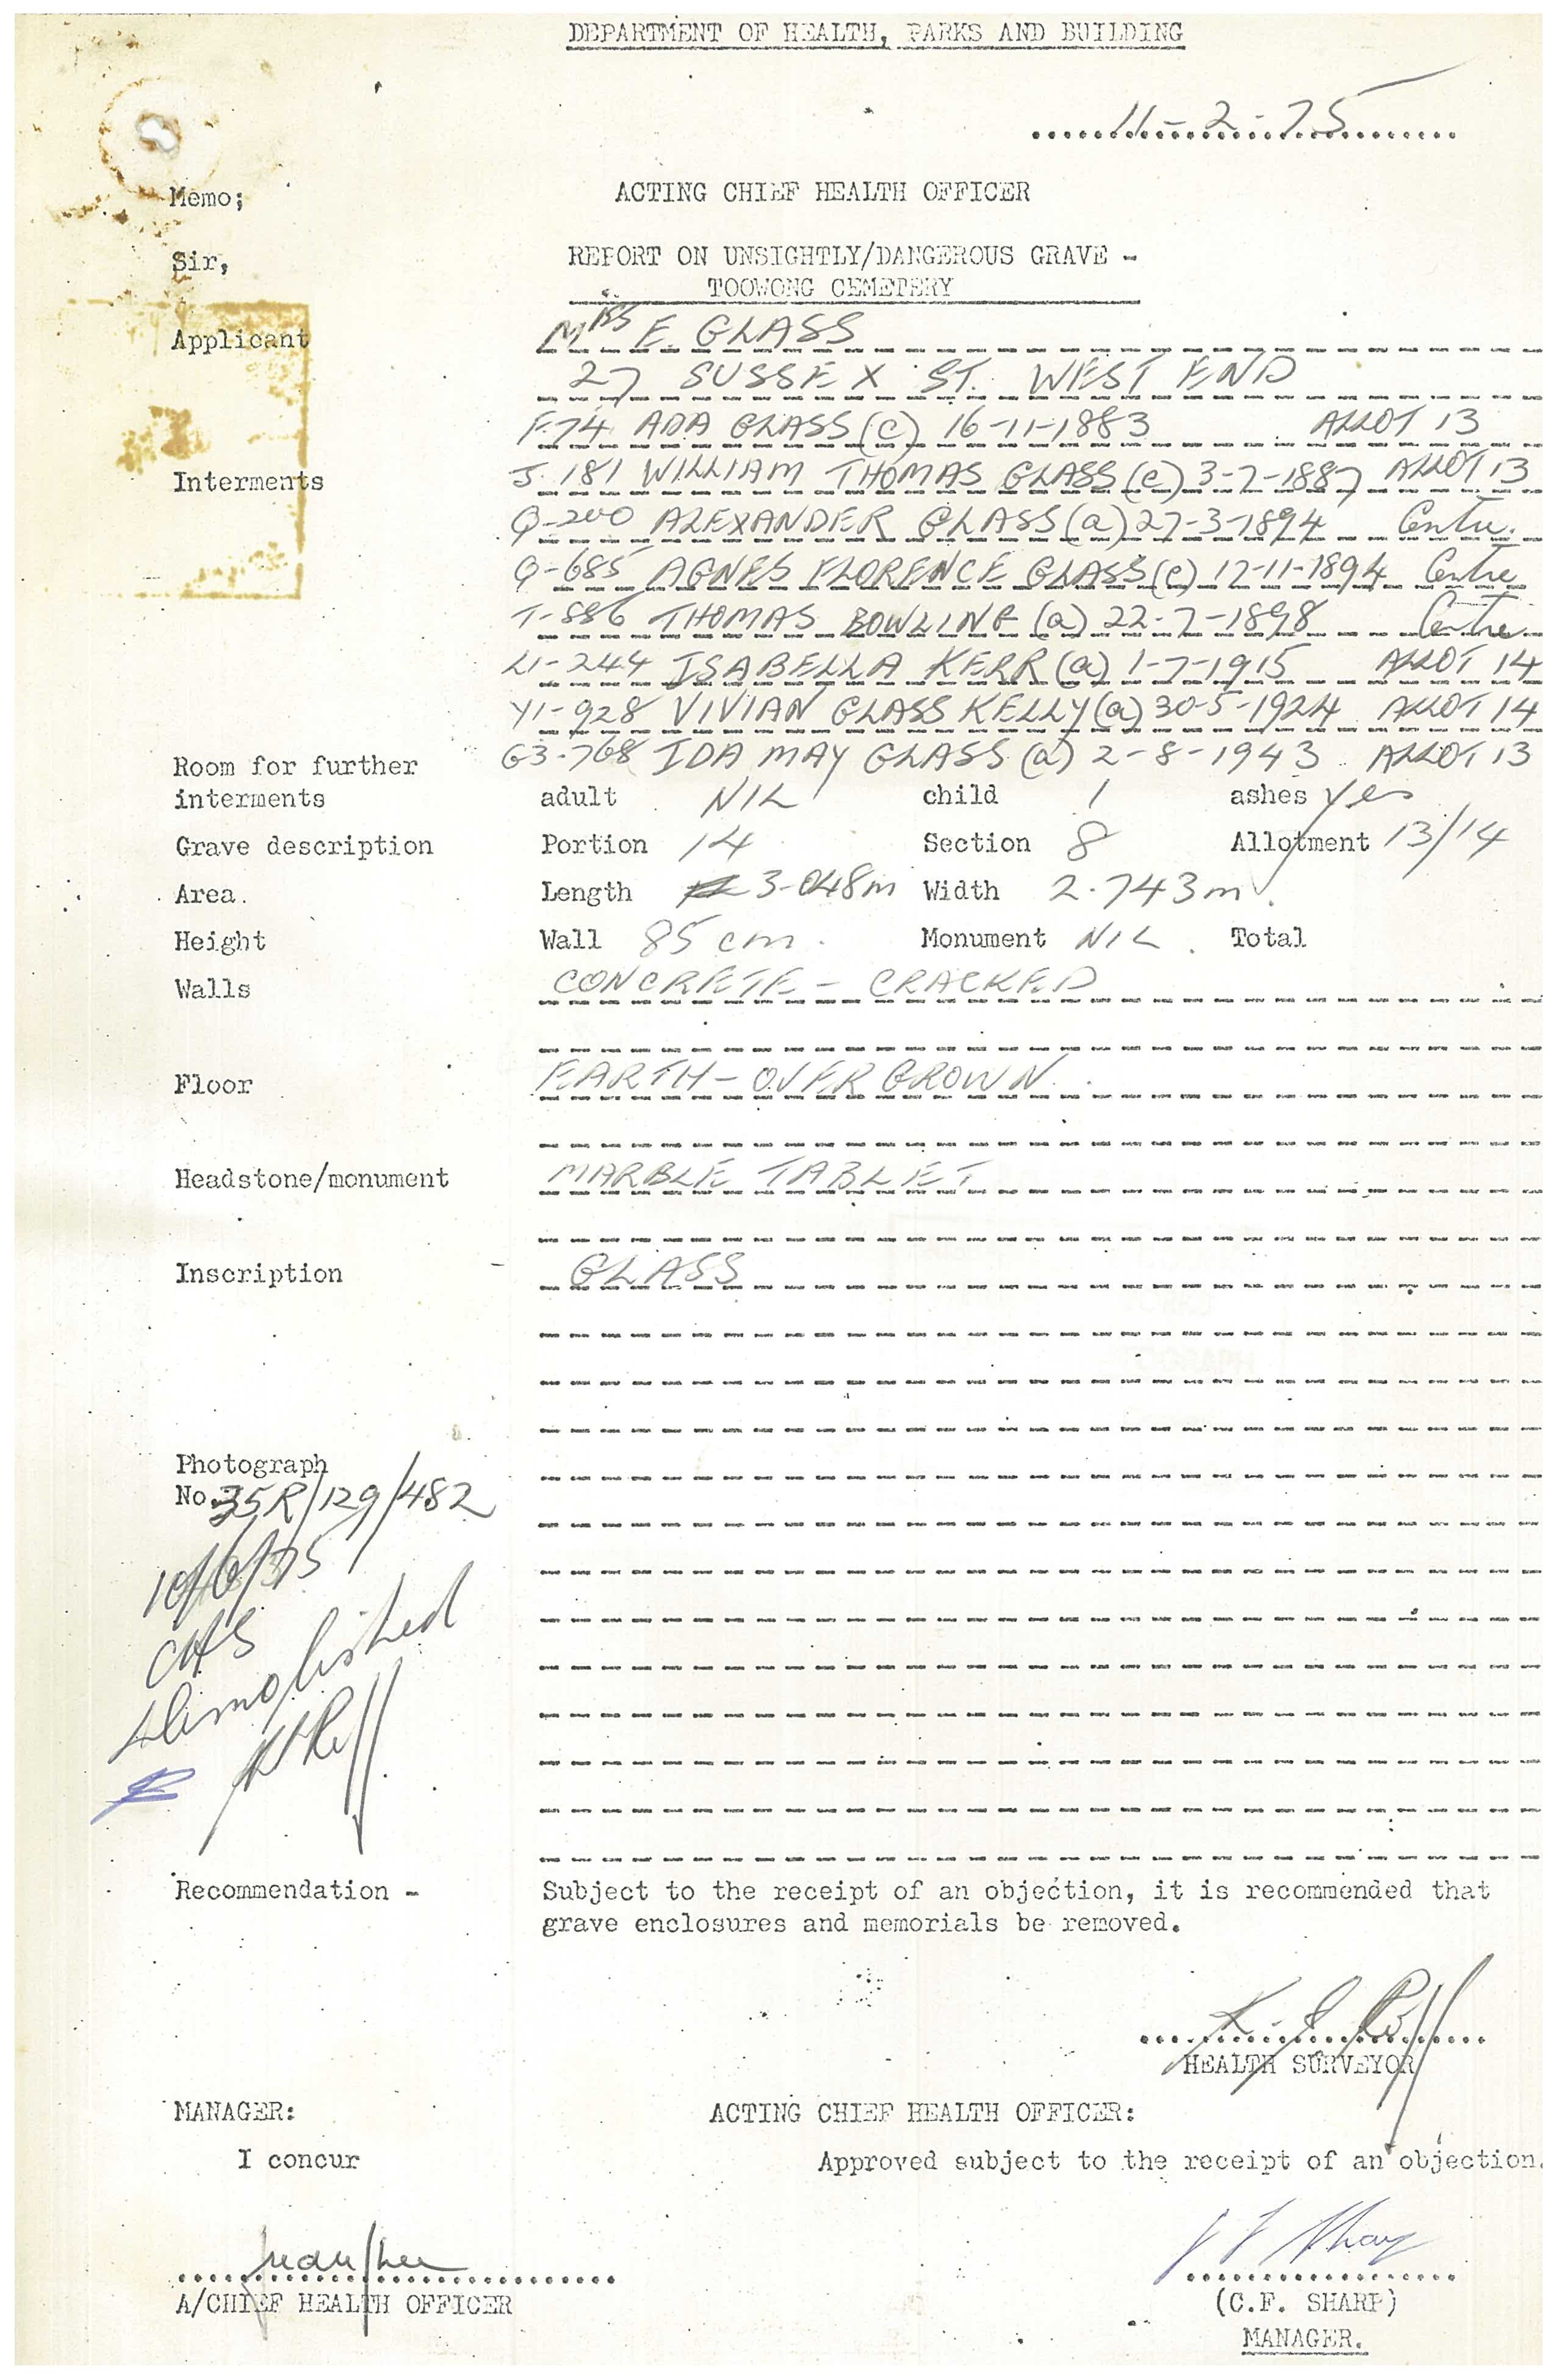 DEPARTMENT OF HEALTH, PARKS AND BUILDING
11-2-75
Memo; ACTING CHIEF HEALTH OFFICER
Sir, REPORT ON UNSIGHTLY/DANGEROUS GRAVE -
TOOWONG CEMETERY
Applicant MRS E. GLASS
27 SUSSEX ST. WEST END
F.74 ADA GLASS (c) 16-11-1883 ALLOT 13
Interments J.181 WILLIAM THOMAS GLASS (c) 3-7-1887 ALLOT 13
Q-200 ALEXANDER GLASS (a) 27-3-1894 Centre.
Q-685 AGNES FLORENCE GLASS (c) 17-11-1894 Centre
T-886 THOMAS BOWLING (a) 22-7-1898 Centre
L1-244 ISABELLA KERR (a) 1-7-1915 ALLOT 14
Y1-928 VIVIAN GLASS KELLY (a) 30-5-1924 ALLOT 14
G3-768 IDA MAY GLASS (a) 2-8-1943 ALLOT 13
Room for further
interments adult NIL child 1 ashes yes
Grave description Portion 14 Section 8 Allotment 13/14
Area. Length 3.048m Width 2.743m.
Height Wall 85 cm. Monument NIL. Total
Walls CONCRETE - CRACKED
Floor EARTH - OVERGROWN.
Headstone/monument MARBLE TABLET
Inscription - GLASS
Photograph
No. 35R/129/482
10/6/75
demolished
Recommendation - Subject to the receipt of an objection, it is recommended that
grave enclosures and memorials be removed.
HEALTH SURVEYOR
MANAGER: ACTING CHIEF HEALTH OFFICER:
I concur Approved subject to the receipt of an objection.
A/CHIEF HEALTH OFFICER (C.F. SHARP)
MANAGER.